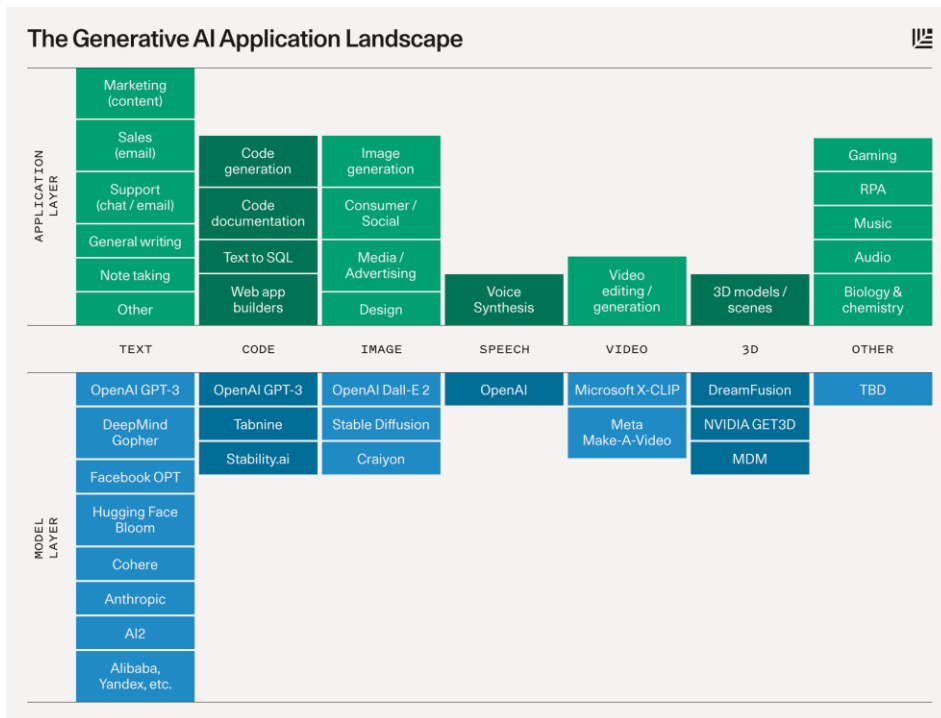 The Generative AI Application Landscape
APPLICATION
LAYER
Marketing
(content)
Sales
(email)
Support
(chat / email)
General writing
Note taking
Other
Code
generation
Code
documentation
Text to SQL
Web app
builders
Image
generation
Consumer /
Social
Media /
Advertising
Design
Voice
Synthesis
Video
editing /
generation
3D models /
scenes
Gaming
RPA
Music
Audio
Biology &
chemistry
TEXT
CODE
IMAGE
SPEECH
VIDEO
3D
OTHER
MODEL
LAYER
OpenAI GPT-3
DeepMind
Gopher
Facebook OPT
Hugging Face
Bloom
Cohere
Anthropic
AI2
Alibaba,
Yandex, etc.
OpenAI GPT-3
Tabnine
Stability.ai
OpenAI Dall-E 2
Stable Diffusion
Craiyon
OpenAI
Microsoft X-CLIP
Meta
Make-A-Video
DreamFusion
NVIDIA GET3D
MDM
TBD